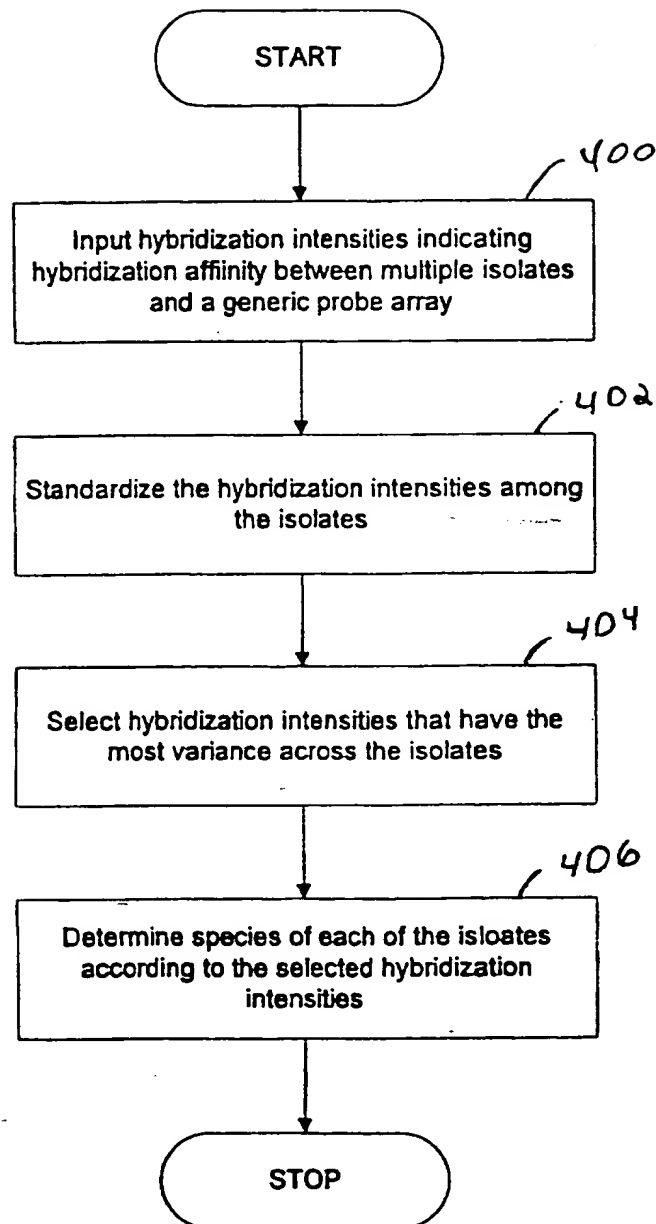 START
400
Input hybridization intensities indicating
hybridization affiinity between multiple isolates
and a generic probe array
402
Standardize the hybridization intensities among
the isolates
404
Select hybridization intensities that have the
most variance across the isolates
406
Determine species of each of the isloates
according to the selected hybridization
intensities
STOP